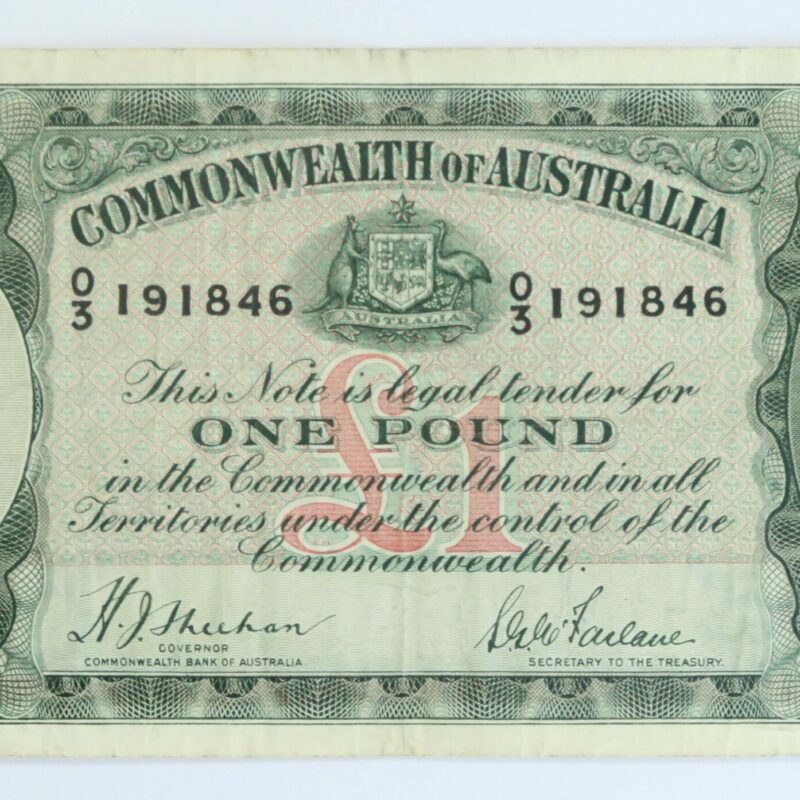 COMMONWEALTH OF AUSTRALIA
O/3 191846 O/3 191846
AUSTRALIA
£1
This Note is legal tender for
ONE POUND
in the Commonwealth and in all
Territories under the control of the
Commonwealth.
H.J. Sheehan S.G. McFarlane
GOVERNOR
COMMONWEALTH BANK OF AUSTRALIA. SECRETARY TO THE TREASURY.